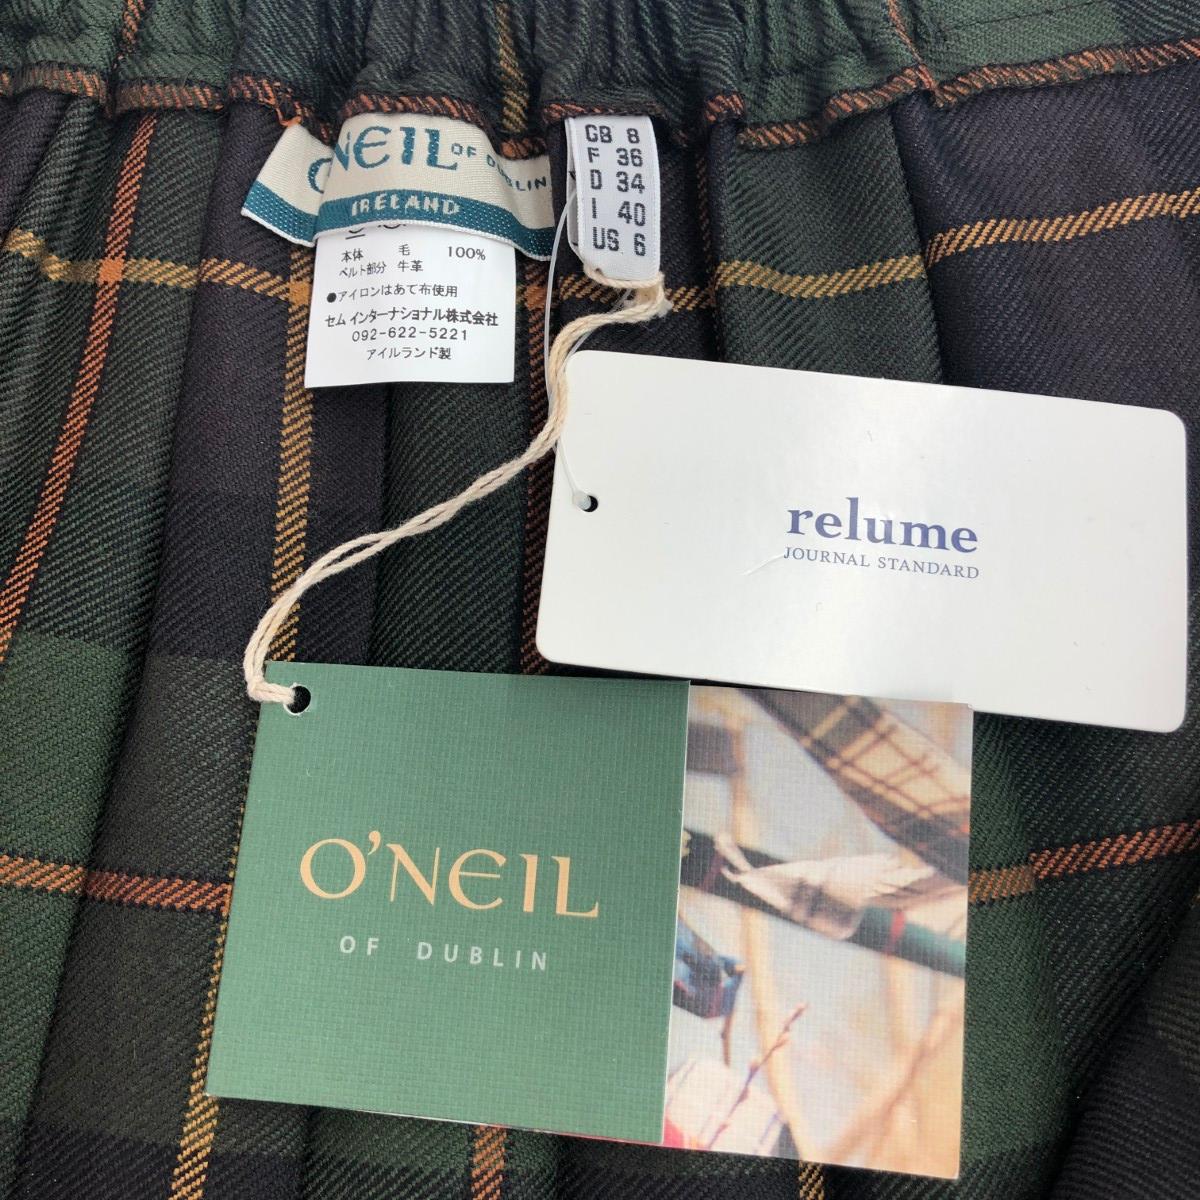 NEIL OF DUBLIN
IRELAND
GB 8
F 36
D 34
I 40
US 6
本体 毛 100%
ベルト部分 牛革
●アイロンはあて布使用
セム インターナショナル株式会社
092-622-5221
アイルランド製
relume
JOURNAL STANDARD
O'NEIL
OF DUBLIN